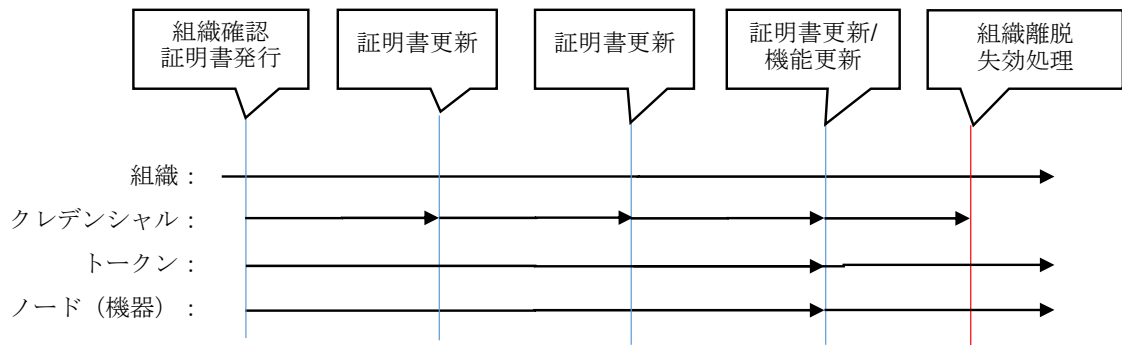 組織確認
証明書発行
証明書更新
証明書更新
証明書更新/
機能更新
組織離脱
失効処理
組織：
クレデンシャル：
トークン：
ノード（機器）：